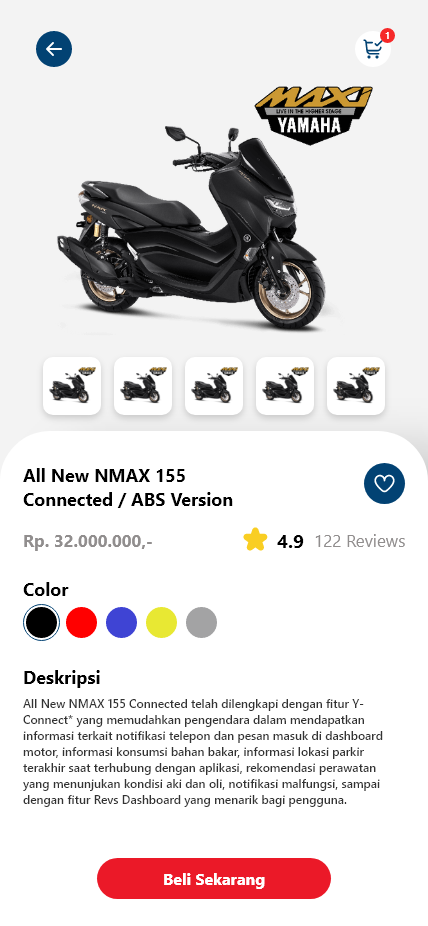 1
MAXI
LIVE IN THE HIGHER STAGE
YAMAHA
All New NMAX 155
Connected / ABS Version
Rp. 32.000.000,-
4.9 122 Reviews
Color
Deskripsi
All New NMAX 155 Connected telah dilengkapi dengan fitur Y-
Connect* yang memudahkan pengendara dalam mendapatkan
informasi terkait notifikasi telepon dan pesan masuk di dashboard
motor, informasi konsumsi bahan bakar, informasi lokasi parkir
terakhir saat terhubung dengan aplikasi, rekomendasi perawatan
yang menunjukan kondisi aki dan oli, notifikasi malfungsi, sampai
dengan fitur Revs Dashboard yang menarik bagi pengguna.
Beli Sekarang